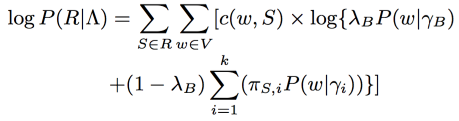 log P(R|Λ) = ∑_{S∈R} ∑_{w∈V} [c(w, S) × log{λ_B P(w|γ_B)
+(1 − λ_B) ∑_{i=1}^{k} (π_{S,i} P(w|γ_i))}]